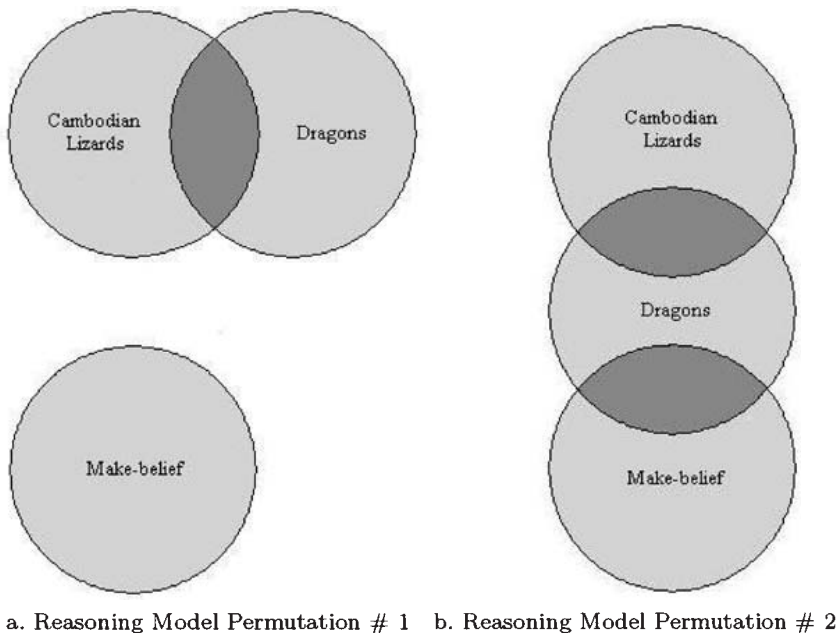 Cambodian
Lizards
Dragons
Make-belief
a. Reasoning Model Permutation # 1
Cambodian
Lizards
Dragons
Make-belief
b. Reasoning Model Permutation # 2